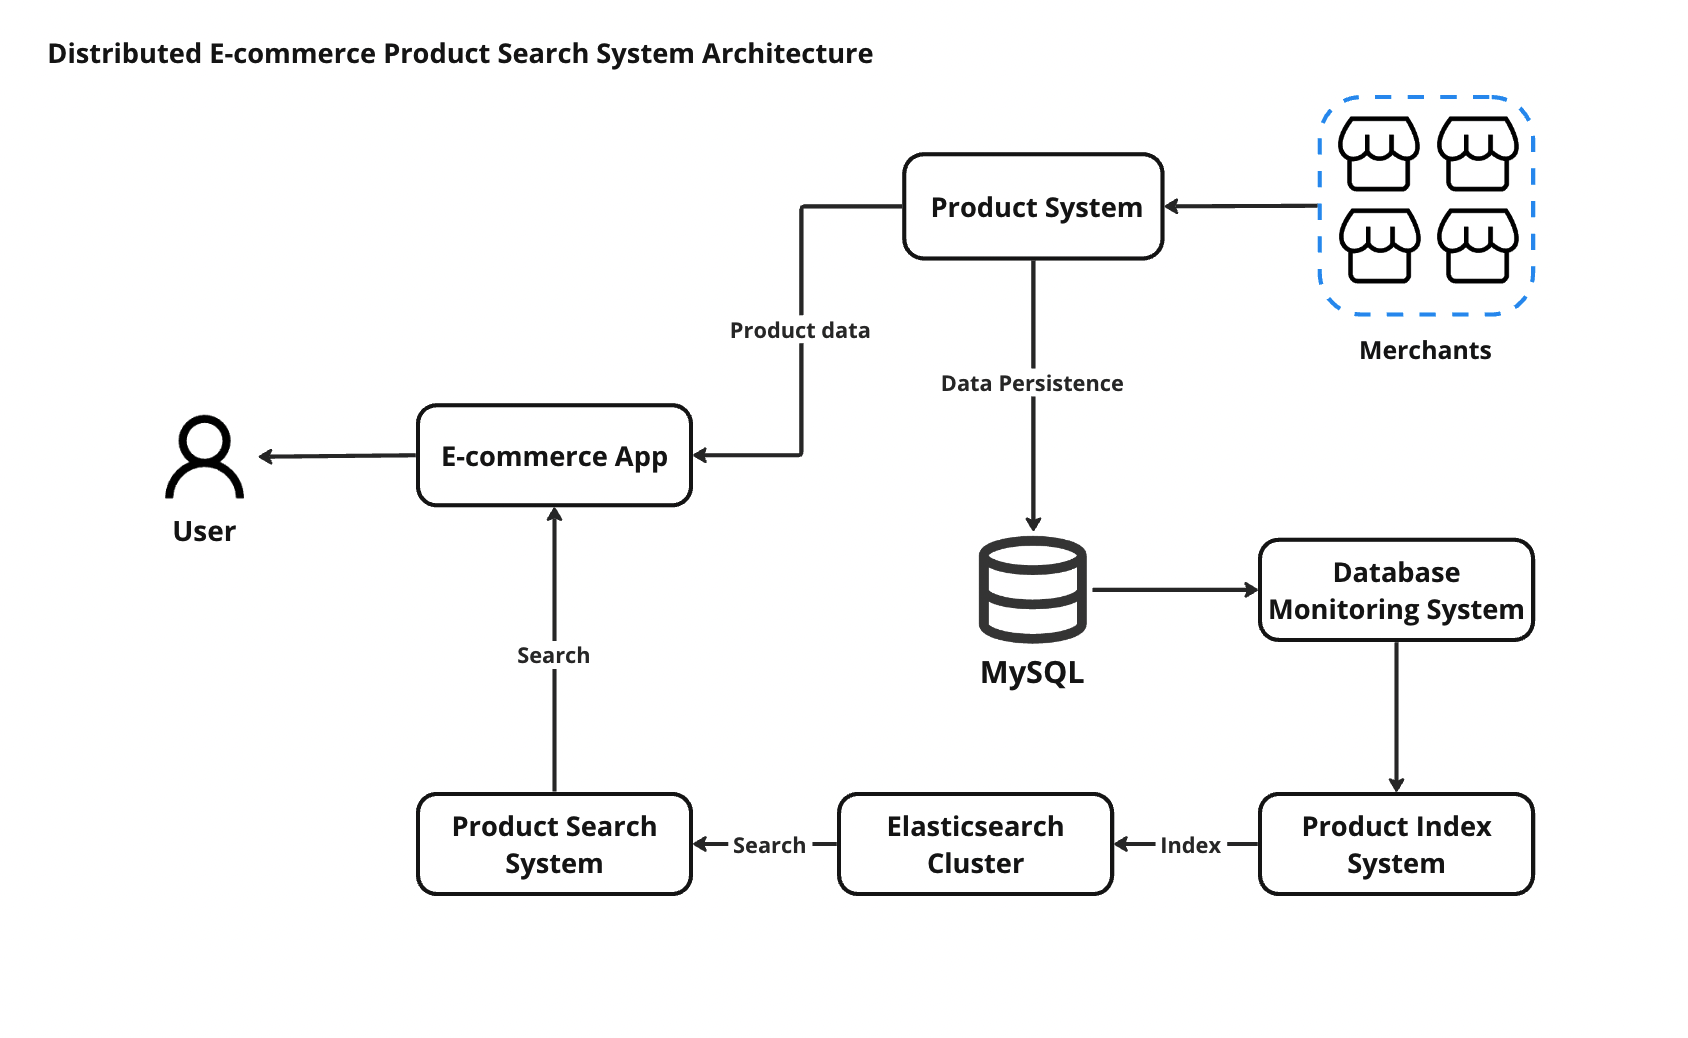 Distributed E-commerce Product Search System Architecture
Product System
Merchants
Product data
Data Persistence
E-commerce App
User
MySQL
Database
Monitoring System
Search
Product Search
System
Search
Elasticsearch
Cluster
Index
Product Index
System